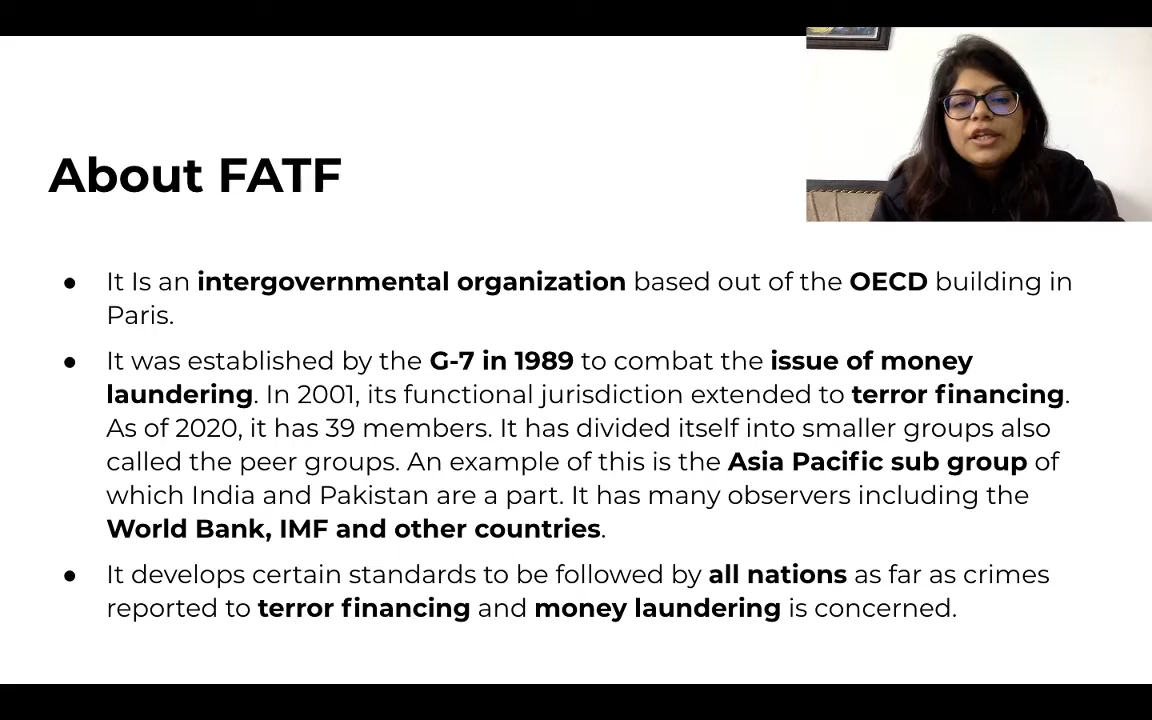 About FATF
● It Is an intergovernmental organization based out of the OECD building in
Paris.
● It was established by the G-7 in 1989 to combat the issue of money
laundering. In 2001, its functional jurisdiction extended to terror financing.
As of 2020, it has 39 members. It has divided itself into smaller groups also
called the peer groups. An example of this is the Asia Pacific sub group of
which India and Pakistan are a part. It has many observers including the
World Bank, IMF and other countries.
● It develops certain standards to be followed by all nations as far as crimes
reported to terror financing and money laundering is concerned.